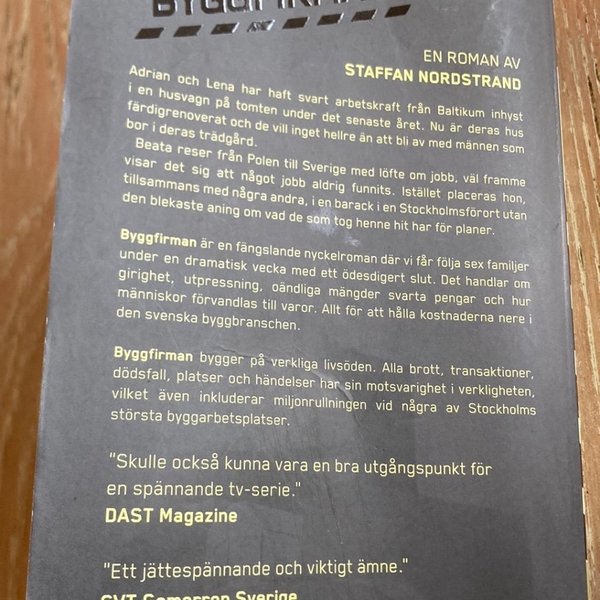 BYGGFIRMAN
EN ROMAN AV
STAFFAN NORDSTRAND
Adrian och Lena har haft svart arbetskraft från Baltikum inhyst
i en husvagn på tomten under det senaste året. Nu är deras hus
färdigrenoverat och de vill inget hellre än att bli av med männen som
bor i deras trädgård.
Beata reser från Polen till Sverige med löfte om jobb, väl framme
visar det sig att något jobb aldrig funnits. Istället placeras hon,
tillsammans med några andra, i en barack i en Stockholmsförort utan
den blekaste aning om vad de som tog henne hit har för planer.
Byggfirman är en fängslande nyckelroman där vi får följa sex familjer
under en dramatisk vecka med ett ödesdigert slut. Det handlar om
girighet, utpressning, oändliga mängder svarta pengar och hur
människor förvandlas till varor. Allt för att hålla kostnaderna nere i
den svenska byggbranschen.
Byggfirman bygger på verkliga livsöden. Alla brott, transaktioner,
dödsfall, platser och händelser har sin motsvarighet i verkligheten,
vilket även inkluderar miljonrullningen vid några av Stockholms
största byggarbetsplatser.
"Skulle också kunna vara en bra utgångspunkt för
en spännande tv-serie."
DAST Magazine
"Ett jättespännande och viktigt ämne."
SVT Gomorron Sverige